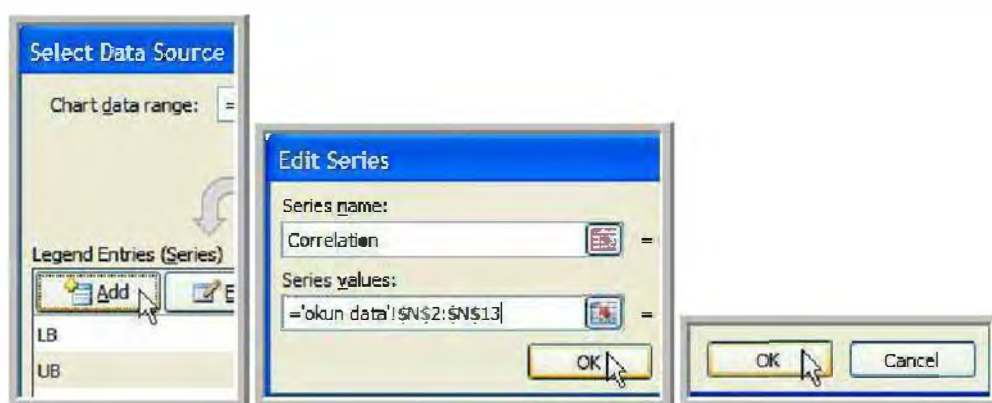 Select Data Source
Chart data range: =
Legend Entries (Series)
Add E
LB
UB
Edit Series
Series name:
Correlation =
Series values:
='okun data'!$N$2:$N$13 =
OK
OK Cancel